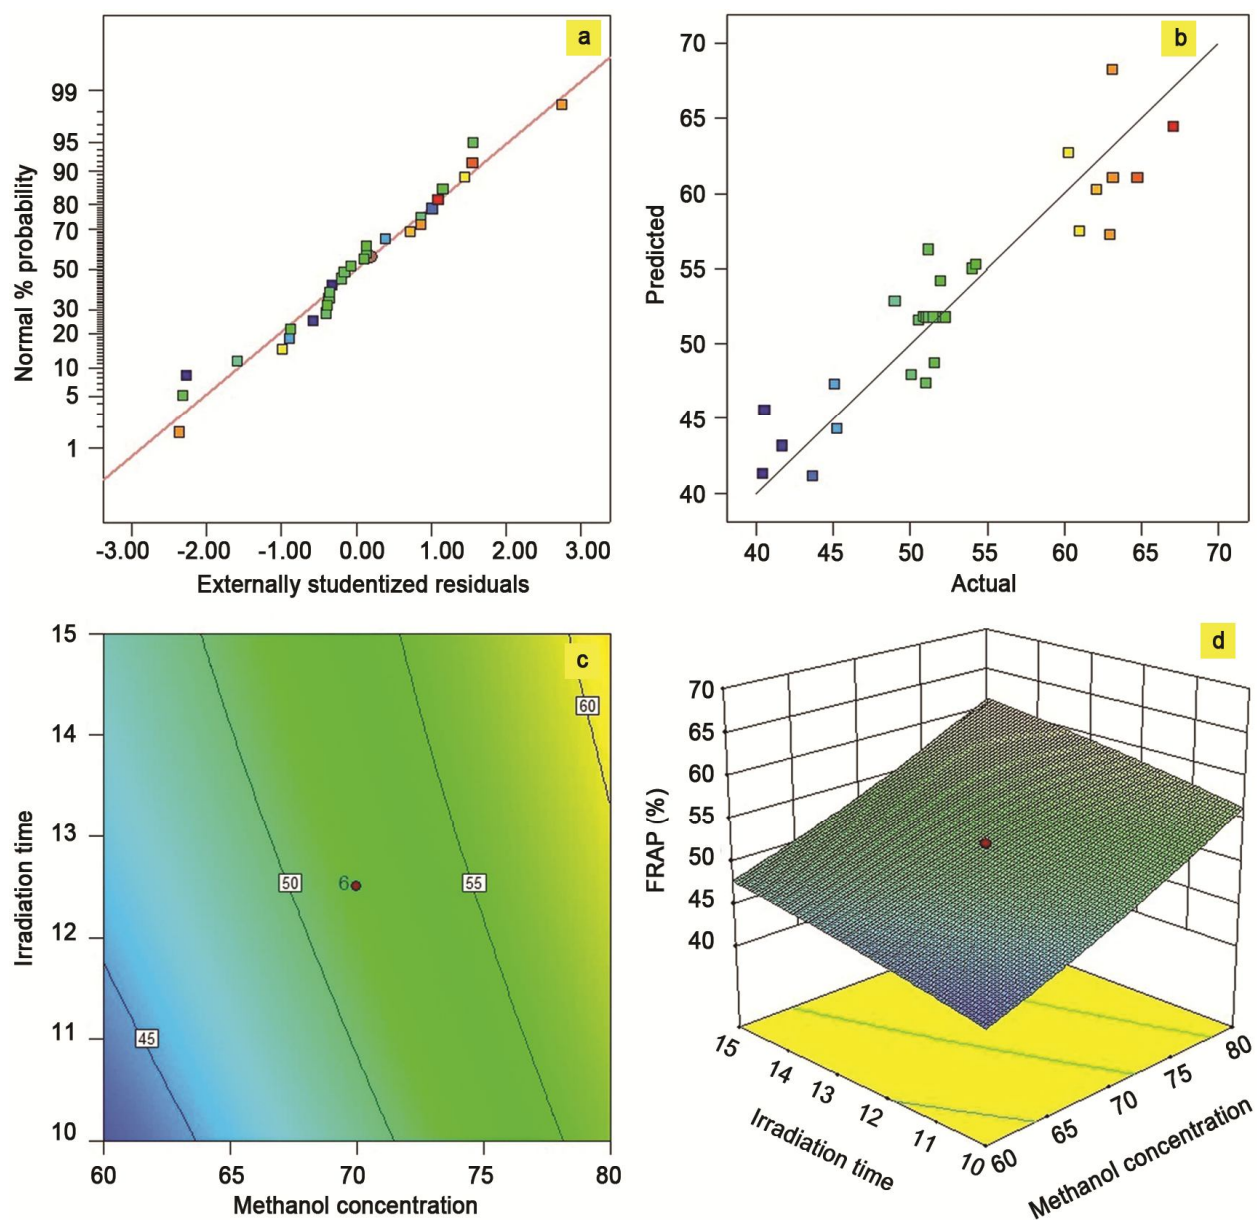 a
99
95
90
80
70
50
30
20
10
5
1
Normal % probability
-3.00 -2.00 -1.00 0.00 1.00 2.00 3.00
Externally studentized residuals
b
70
65
60
55
50
45
40
Predicted
40 45 50 55 60 65 70
Actual
c
15
14
13
12
11
10
Irradiation time
60
50
6
55
45
60 65 70 75 80
Methanol concentration
d
70
65
60
55
50
45
40
FRAP (%)
15 14 13 12 11 10
Irradiation time
60 65 70 75 80
Methanol concentration